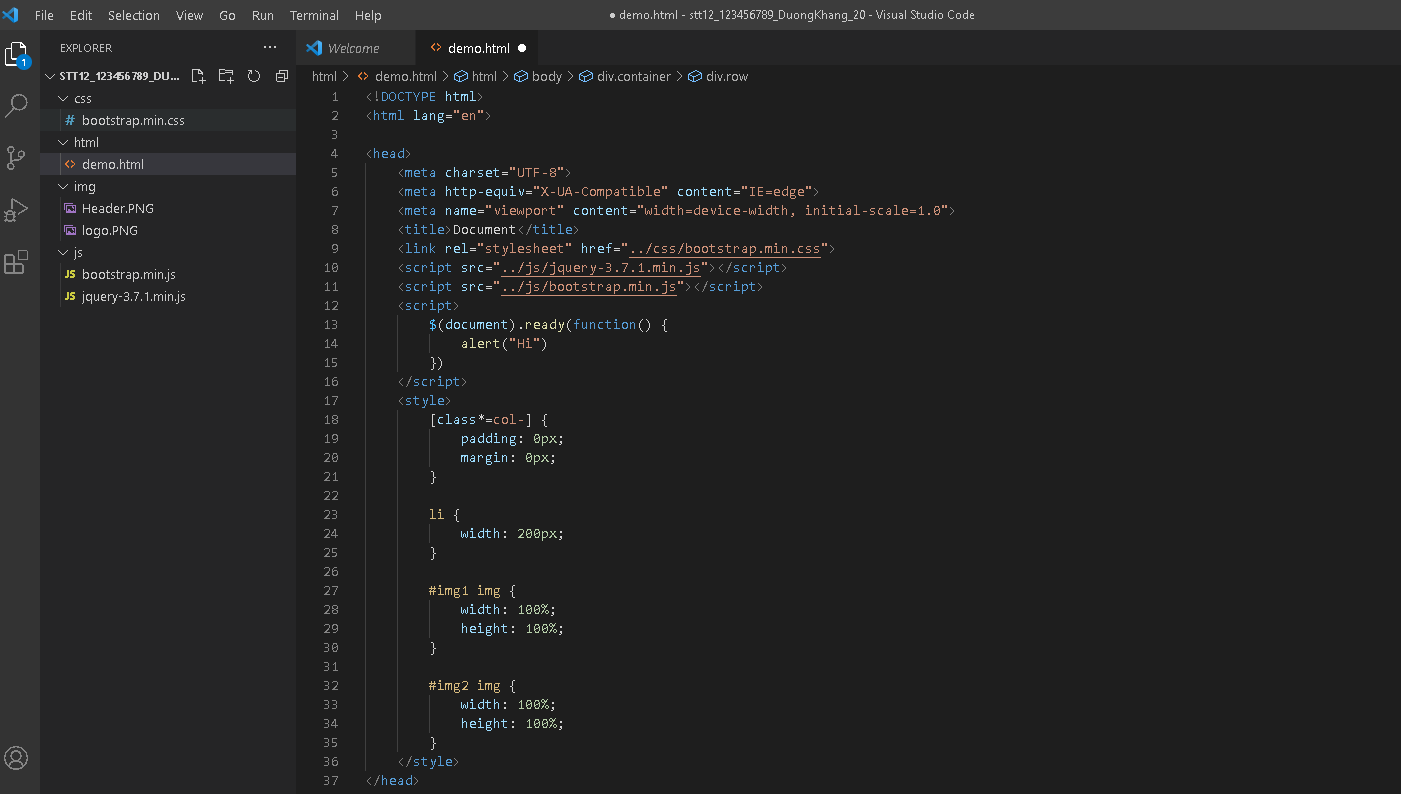 File Edit Selection View Go Run Terminal Help
● demo.html - stt12_123456789_DuongKhang_20 - Visual Studio Code
EXPLORER ···
Welcome
demo.html ●
1
STT12_123456789_DU...
html > demo.html > html > body > div.container > div.row
css
# bootstrap.min.css
html
<> demo.html
img
Header.PNG
logo.PNG
js
JS bootstrap.min.js
JS jquery-3.7.1.min.js
1 <!DOCTYPE html>
2 <html lang="en">
3
4 <head>
5 <meta charset="UTF-8">
6 <meta http-equiv="X-UA-Compatible" content="IE=edge">
7 <meta name="viewport" content="width=device-width, initial-scale=1.0">
8 <title>Document</title>
9 <link rel="stylesheet" href="../css/bootstrap.min.css">
10 <script src="../js/jquery-3.7.1.min.js"></script>
11 <script src="../js/bootstrap.min.js"></script>
12 <script>
13 $(document).ready(function() {
14 alert("Hi")
15 })
16 </script>
17 <style>
18 [class*=col-] {
19 padding: 0px;
20 margin: 0px;
21 }
22
23 li {
24 width: 200px;
25 }
26
27 #img1 img {
28 width: 100%;
29 height: 100%;
30 }
31
32 #img2 img {
33 width: 100%;
34 height: 100%;
35 }
36 </style>
37 </head>